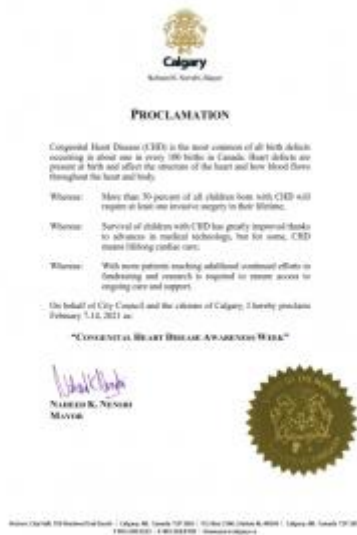 Calgary
Naheed K. Nenshi, Mayor
PROCLAMATION
Congenital Heart Disease (CHD) is the most common of all birth defects
occurring in about one in every 100 births in Canada. Heart defects are
present at birth and affect the structure of the heart and how blood flows
throughout the heart and body.
Whereas: More than 50 percent of all children born with CHD will
require at least one invasive surgery in their lifetime;
Whereas: Survival of children with CHD has greatly improved thanks
to advances in medical technology, but for some, CHD
means lifelong cardiac care;
Whereas: With more patients reaching adulthood continued efforts in
fundraising and research is required to ensure access to
ongoing care and support.
On behalf of City Council and the citizens of Calgary, I hereby proclaim
February 7-14, 2021 as:
"CONGENITAL HEART DISEASE AWARENESS WEEK"
NAHEED K. NENSHI
MAYOR